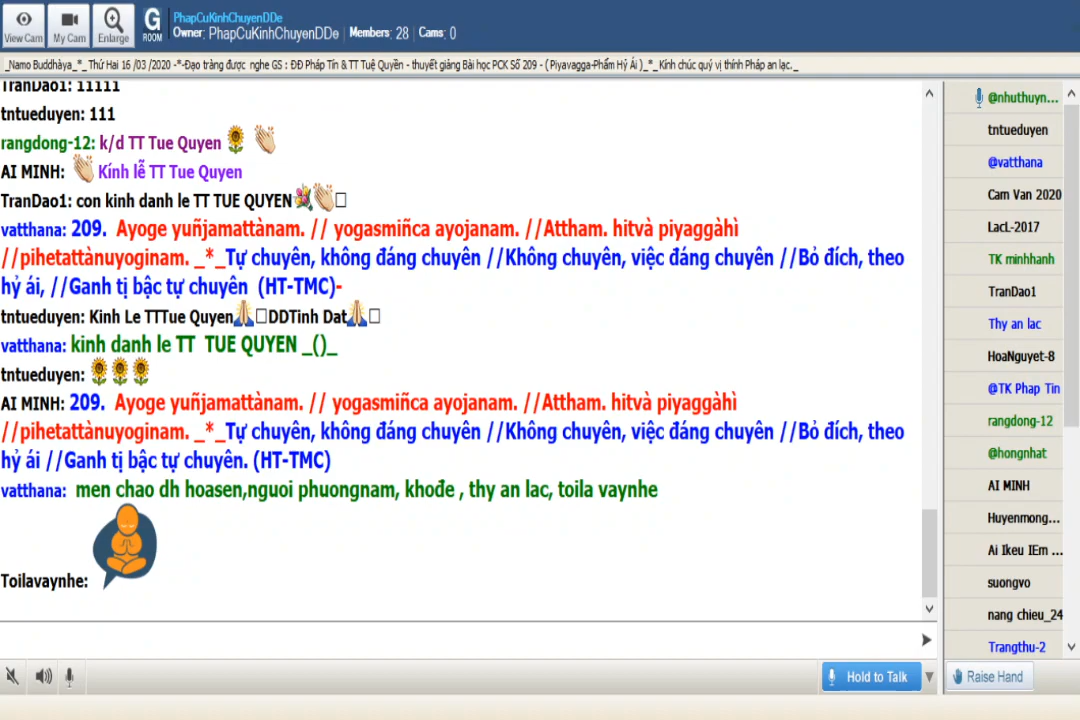 View Cam
My Cam
Enlarge
G
ROOM
PhapCuKinhChuyenDDe
Owner: PhapCuKinhChuyenDDe | Members: 28 | Cams: 0
_Namo Buddhàya_*_ Thứ Hai 16 /03 /2020 -*-Đạo tràng được nghe GS : ĐĐ Pháp Tín & TT Tuệ Quyền - thuyết giảng Bài học PCK Số 209 - ( Piyavagga-Phẩm Hỷ Ái )_*_ Kính chúc quý vị thính Pháp an lạc._
TranDao1: 11111
tntueduyen: 111
rangdong-12: k/d TT Tue Quyen 🌻 👏
AI MINH: 👏 Kính lễ TT Tue Quyen
TranDao1: con kinh danh le TT TUE QUYEN💐👏
vatthana: 209. Ayoge yuñjamattànam. // yogasmiñca ayojanam. //Attham. hitvà piyaggàhì
//pihetattànuyoginam. _*_Tự chuyên, không đáng chuyên //Không chuyên, việc đáng chuyên //Bỏ đích, theo
hỷ ái, //Ganh tị bậc tự chuyên (HT-TMC)-
tntueduyen: Kinh Le TTTue Quyen🙏DDTinh Dat🙏
vatthana: kinh danh le TT TUE QUYEN _()_
tntueduyen: 🌻🌻🌻
AI MINH: 209. Ayoge yuñjamattànam. // yogasmiñca ayojanam. //Attham. hitvà piyaggàhì
//pihetattànuyoginam. _*_Tự chuyên, không đáng chuyên //Không chuyên, việc đáng chuyên //Bỏ đích, theo
hỷ ái //Ganh tị bậc tự chuyên. (HT-TMC)
vatthana: men chao dh hoasen,nguoi phuongnam, khođe , thy an lac, toila vaynhe
Toilavaynhe:
@nhuthuyn...
tntueduyen
@vatthana
Cam Van 2020
LacL-2017
TK minhhanh
TranDao1
Thy an lac
HoaNguyet-8
@TK Phap Tin
rangdong-12
@hongnhat
AI MINH
Huyenmong...
Ai Ikeu IEm ...
suongvo
nang chieu_24
Trangthu-2
Hold to Talk
Raise Hand